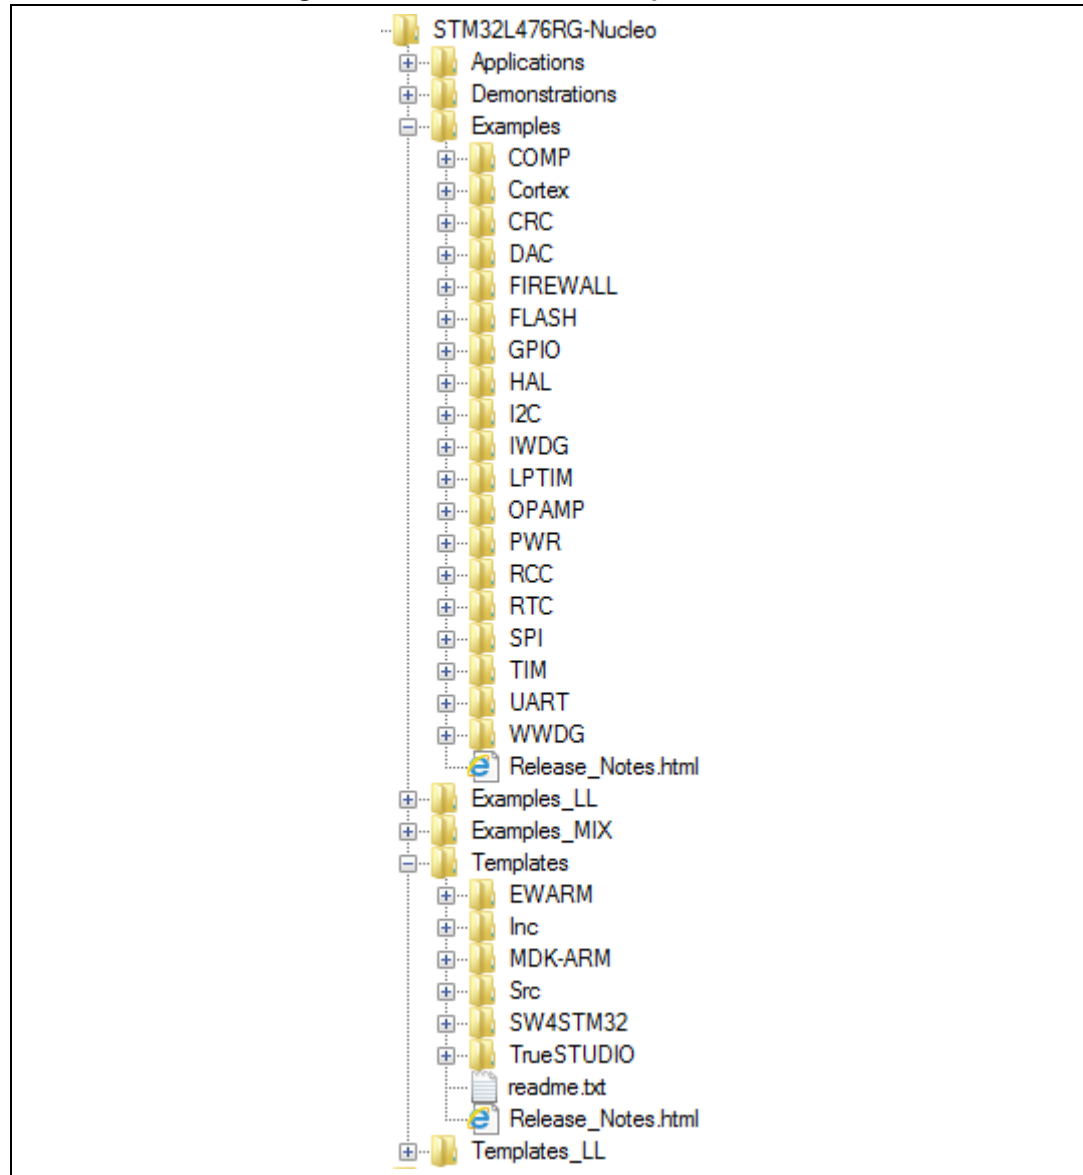 STM32L476RG-Nucleo
Applications
Demonstrations
Examples
COMP
Cortex
CRC
DAC
FIREWALL
FLASH
GPIO
HAL
I2C
IWDG
LPTIM
OPAMP
PWR
RCC
RTC
SPI
TIM
UART
WWDG
Release_Notes.html
Examples_LL
Examples_MIX
Templates
EWARM
Inc
MDK-ARM
Src
SW4STM32
TrueSTUDIO
readme.txt
Release_Notes.html
Templates_LL